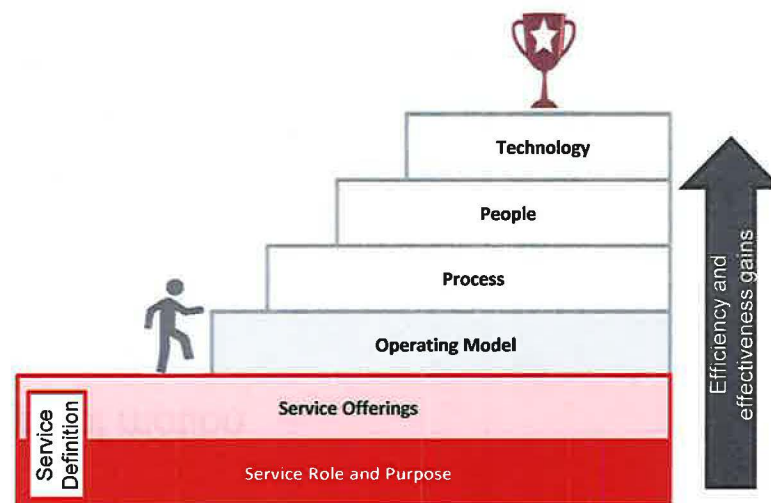 Technology
People
Process
Operating Model
Service Offerings
Service Role and Purpose
Service
Definition
Efficiency and
effectiveness gains